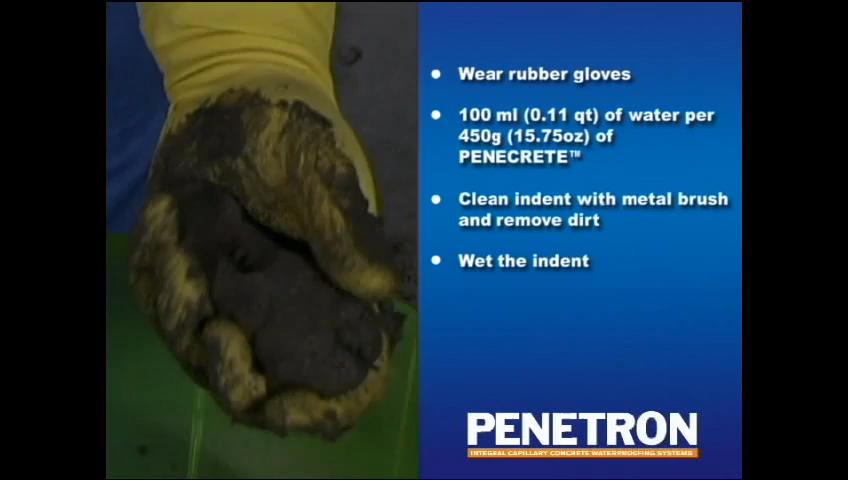 Wear rubber gloves
100 ml (0.11 qt) of water per
450g (15.75oz) of
PENECRETE™
Clean indent with metal brush
and remove dirt
Wet the indent
PENETRON
INTEGRAL CAPILLARY CONCRETE WATERPROOFING SYSTEMS